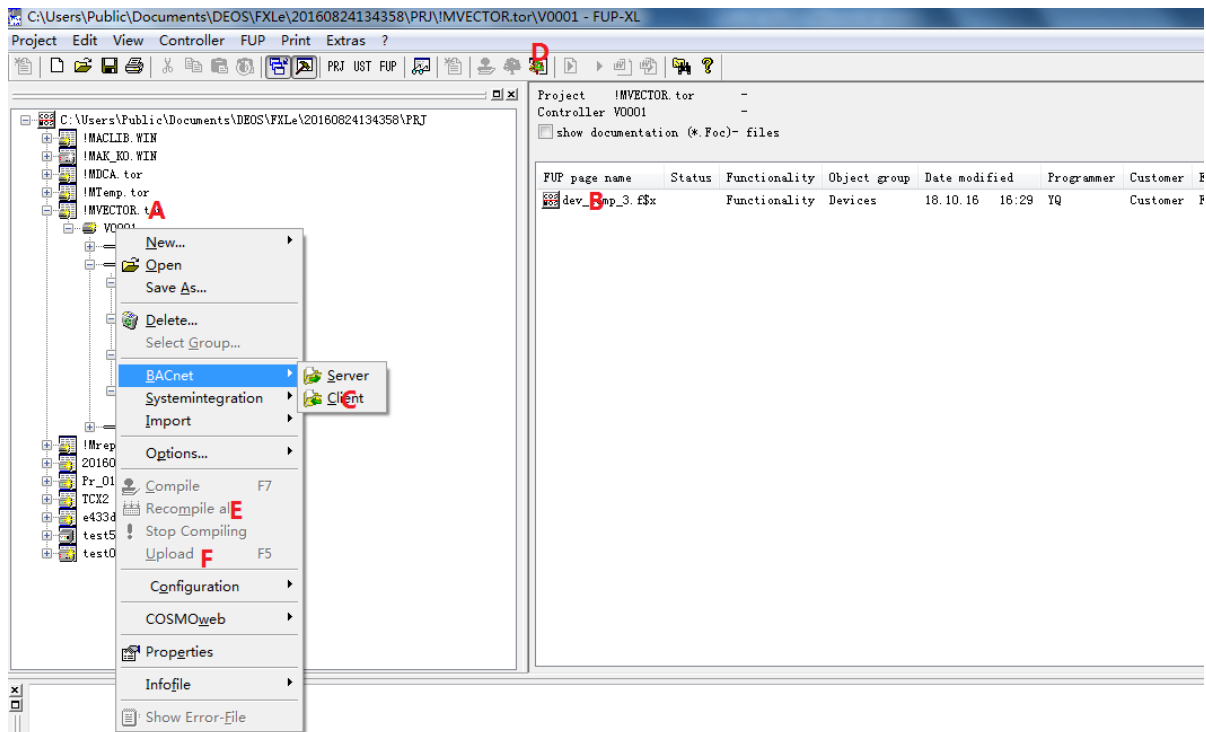 C:\Users\Public\Documents\DEOS\FXLe\20160824134358\PRJ\!MVECTOR.tor\V0001 - FUP-XL
Project Edit View Controller FUP Print Extras ?
D
PRJ UST FUP
Project !MVECTOR.tor -
Controller V0001 -
show documentation (*.Foc)- files
C:\Users\Public\Documents\DEOS\FXLe\20160824134358\PRJ
!MACLIB.WIN
!MAK_KO.WIN
!MDCA.tor
!MTemp.tor
!MVECTOR.t
A
V0001
FUP page name Status Functionality Object group Date modified Programmer Customer
dev_ mp_3.f$x Functionality Devices 18.10.16 16:29 YQ Customer
B
New...
Open
Save As...
Delete...
Select Group...
BACnet
Server
Systemintegration
Client
C
Import
Options...
Compile F7
Recompile al
E
Stop Compiling
Upload F5
F
Configuration
COSMOweb
Properties
Infofile
Show Error-File
!Mrep
20160
Pr_01
TCX2
e433d
test5
test0